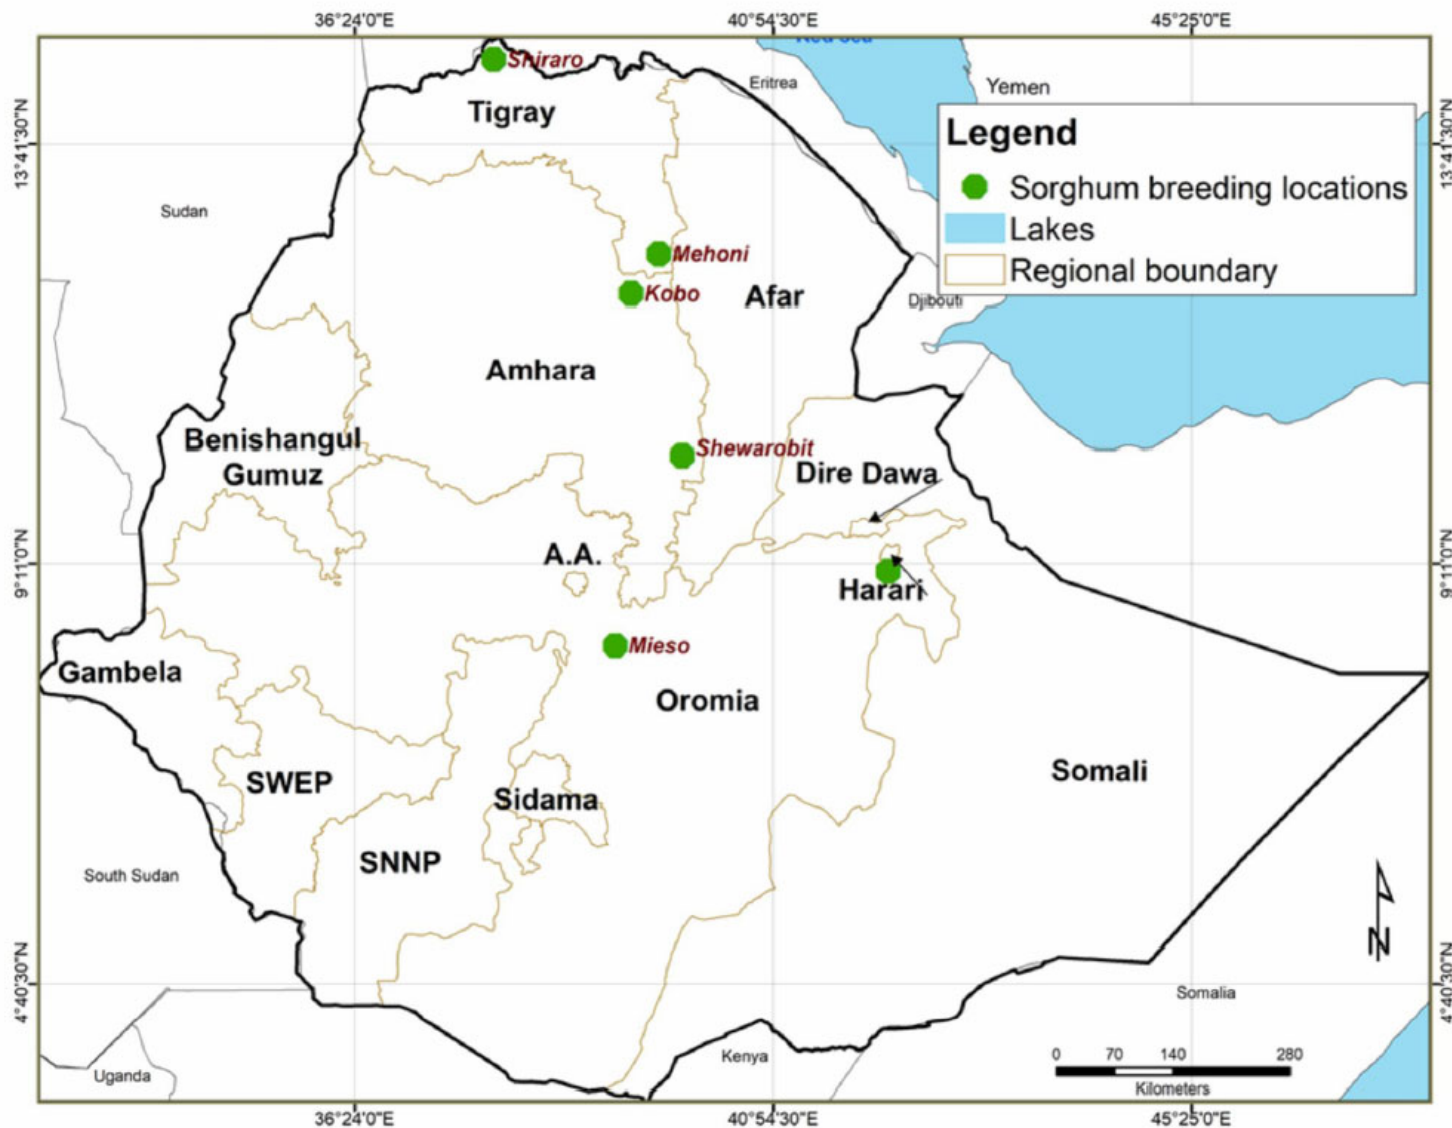 36°24'0"E
40°54'30"E
45°25'0"E
Red Sea
Shiraro
Eritrea
Yemen
Tigray
Legend
13°41'30"N
13°41'30"N
Sorghum breeding locations
Sudan
Lakes
Mehoni
Regional boundary
Kobo
Afar
Djibouti
Amhara
Benishangul
Gumuz
Shewarobit
Dire Dawa
A.A.
9°11'0"N
9°11'0"N
Harari
Mieso
Gambela
Oromia
SWEP
Sidama
Somali
SNNP
South Sudan
N
4°40'30"N
4°40'30"N
Somalia
Kenya
0 70 140 280
Kilometers
Uganda
36°24'0"E
40°54'30"E
45°25'0"E